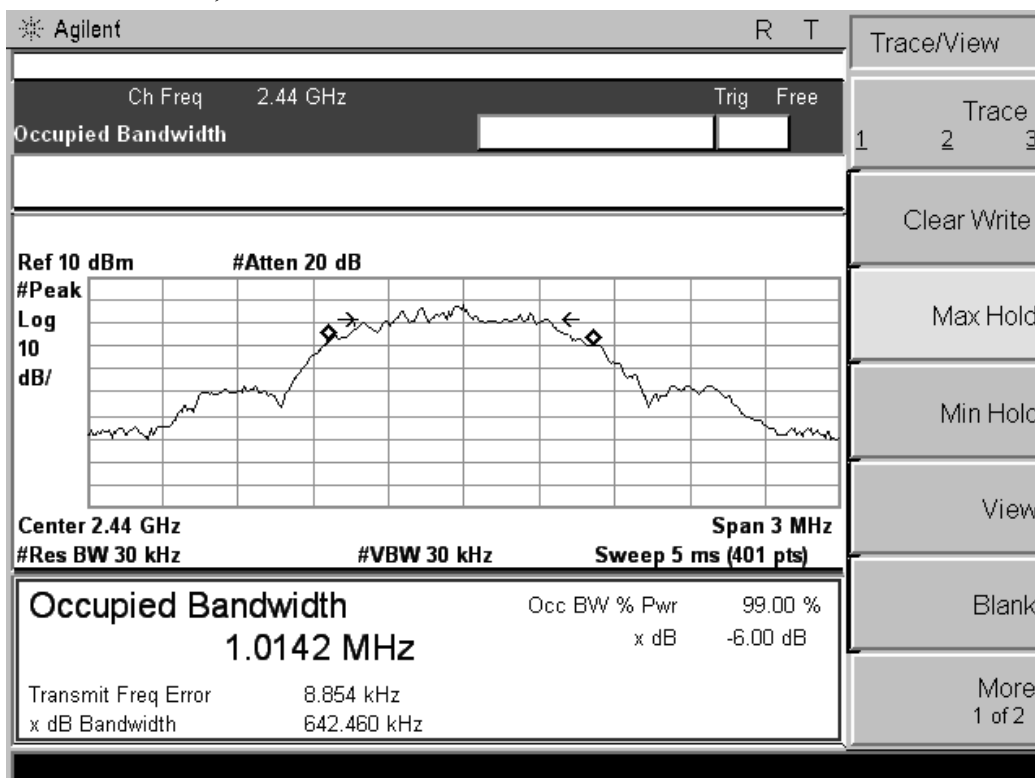 Agilent R T
Trace/View
Ch Freq 2.44 GHz Trig Free
Occupied Bandwidth
Trace
1 2 3
Clear Write
Ref 10 dBm #Atten 20 dB
#Peak
Log
10
dB/
Max Hold
Min Hold
View
Center 2.44 GHz Span 3 MHz
#Res BW 30 kHz #VBW 30 kHz Sweep 5 ms (401 pts)
Occupied Bandwidth Occ BW % Pwr 99.00 %
1.0142 MHz x dB -6.00 dB
Blank
Transmit Freq Error 8.854 kHz
x dB Bandwidth 642.460 kHz
More
1 of 2